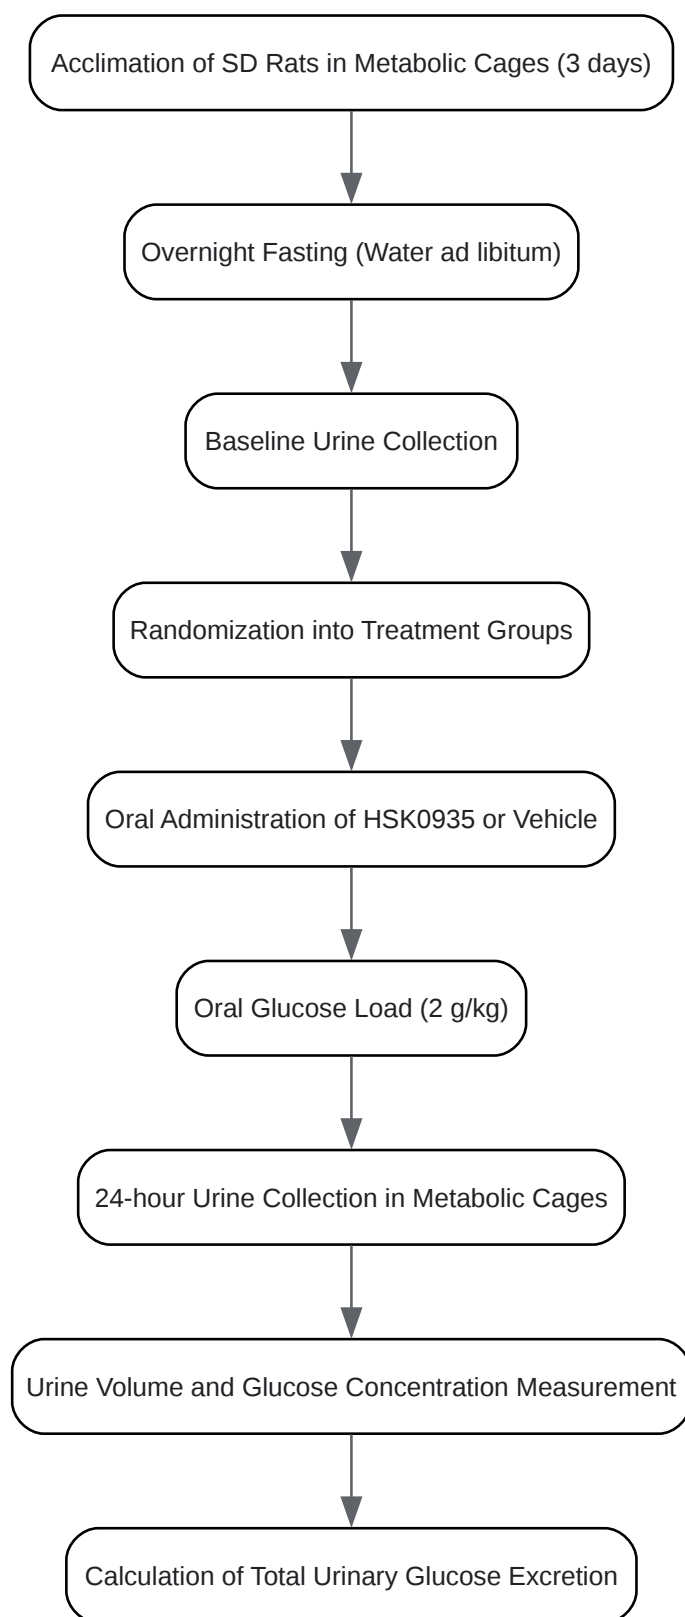 Acclimation of SD Rats in Metabolic Cages (3 days)
Overnight Fasting (Water ad libitum)
Baseline Urine Collection
Randomization into Treatment Groups
Oral Administration of HSK0935 or Vehicle
Oral Glucose Load (2 g/kg)
24-hour Urine Collection in Metabolic Cages
Urine Volume and Glucose Concentration Measurement
Calculation of Total Urinary Glucose Excretion